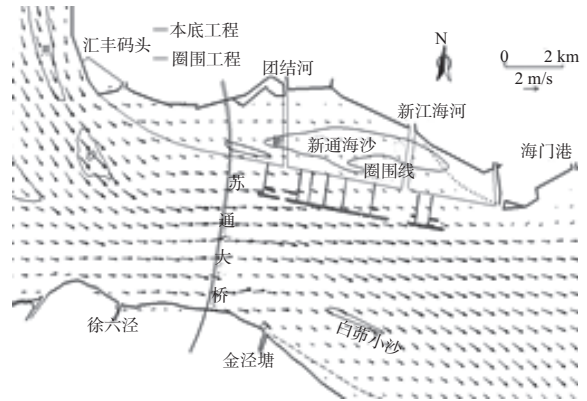 本底工程
圈围工程
汇丰码头
N
0 2 km
2 m/s
团结河
新江海河
新通海沙
圈围线
海门港
苏通大桥
徐六泾
金泾塘
白茆小沙